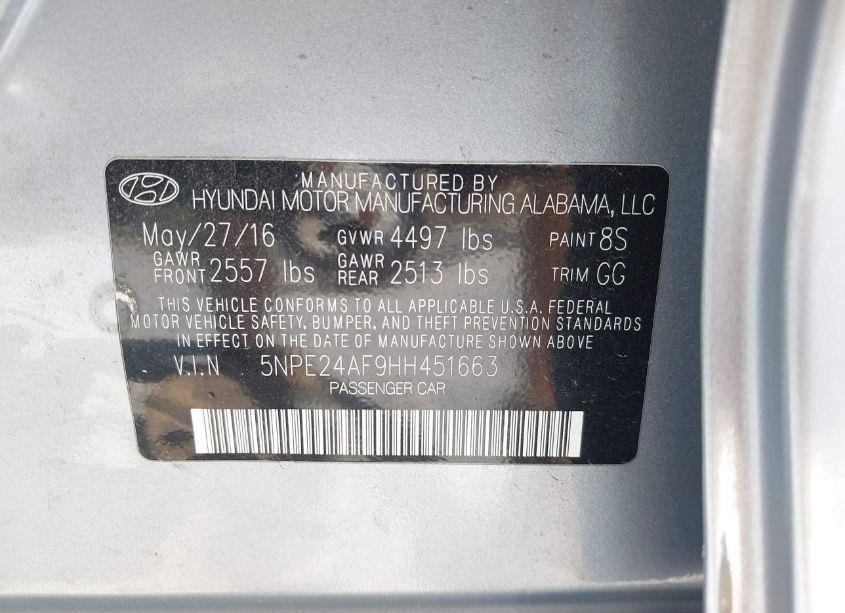 MANUFACTURED BY
HYUNDAI MOTOR MANUFACTURING ALABAMA, LLC
May/27/16 GVWR 4497 lbs PAINT 8S
GAWR FRONT 2557 lbs GAWR REAR 2513 lbs TRIM GG
THIS VEHICLE CONFORMS TO ALL APPLICABLE U.S.A. FEDERAL
MOTOR VEHICLE SAFETY, BUMPER, AND THEFT PREVENTION STANDARDS
IN EFFECT ON THE DATE OF MANUFACTURE SHOWN ABOVE.
V.I.N 5NPE24AF9HH451663
PASSENGER CAR